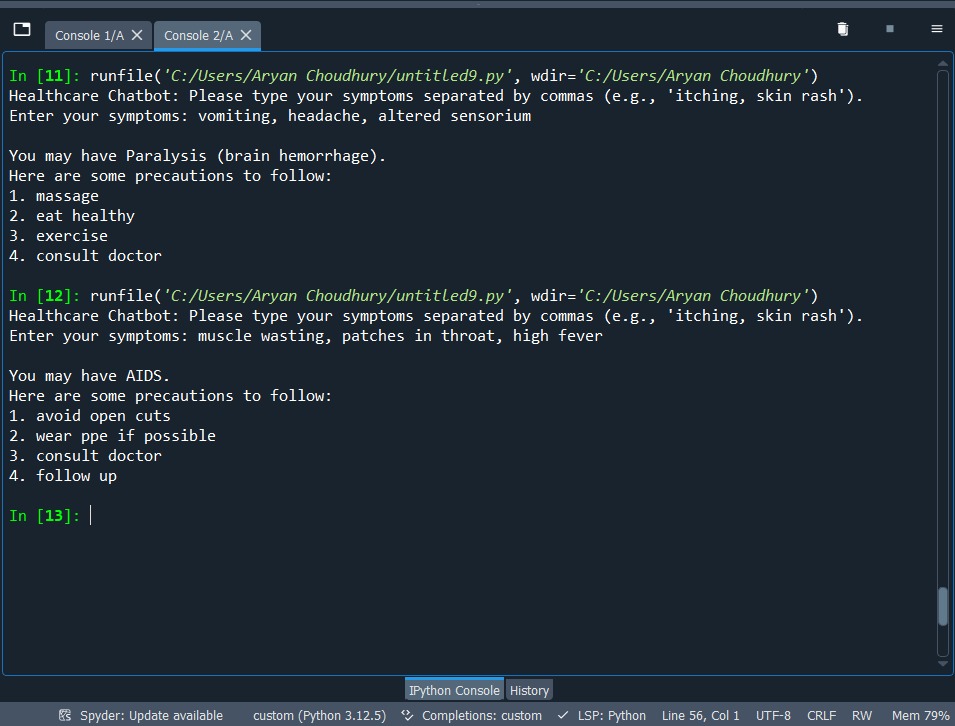 Console 1/A
Console 2/A
In [11]: runfile('C:/Users/Aryan Choudhury/untitled9.py', wdir='C:/Users/Aryan Choudhury')
Healthcare Chatbot: Please type your symptoms separated by commas (e.g., 'itching, skin rash').
Enter your symptoms: vomiting, headache, altered sensorium
You may have Paralysis (brain hemorrhage).
Here are some precautions to follow:
1. massage
2. eat healthy
3. exercise
4. consult doctor
In [12]: runfile('C:/Users/Aryan Choudhury/untitled9.py', wdir='C:/Users/Aryan Choudhury')
Healthcare Chatbot: Please type your symptoms separated by commas (e.g., 'itching, skin rash').
Enter your symptoms: muscle wasting, patches in throat, high fever
You may have AIDS.
Here are some precautions to follow:
1. avoid open cuts
2. wear ppe if possible
3. consult doctor
4. follow up
In [13]:
IPython Console History
Spyder: Update available custom (Python 3.12.5) Completions: custom LSP: Python Line 56, Col 1 UTF-8 CRLF RW Mem 79%